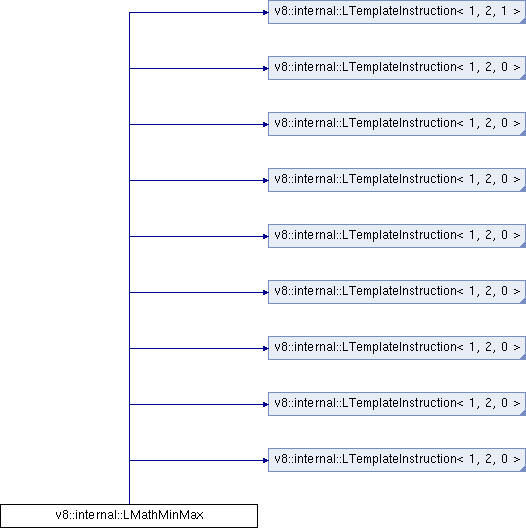 v8::internal::LTemplateInstruction< 1, 2, 1 >
v8::internal::LTemplateInstruction< 1, 2, 0 >
v8::internal::LTemplateInstruction< 1, 2, 0 >
v8::internal::LTemplateInstruction< 1, 2, 0 >
v8::internal::LTemplateInstruction< 1, 2, 0 >
v8::internal::LTemplateInstruction< 1, 2, 0 >
v8::internal::LTemplateInstruction< 1, 2, 0 >
v8::internal::LTemplateInstruction< 1, 2, 0 >
v8::internal::LTemplateInstruction< 1, 2, 0 >
v8::internal::LMathMinMax